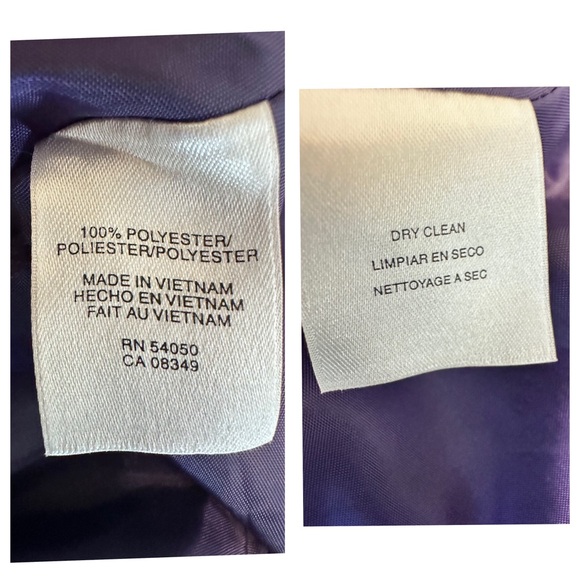 100% POLYESTER/
POLIESTER/POLYESTER
MADE IN VIETNAM
HECHO EN VIETNAM
FAIT AU VIETNAM
RN 54050
CA 08349
DRY CLEAN
LIMPIAR EN SECO
NETTOYAGE A SEC